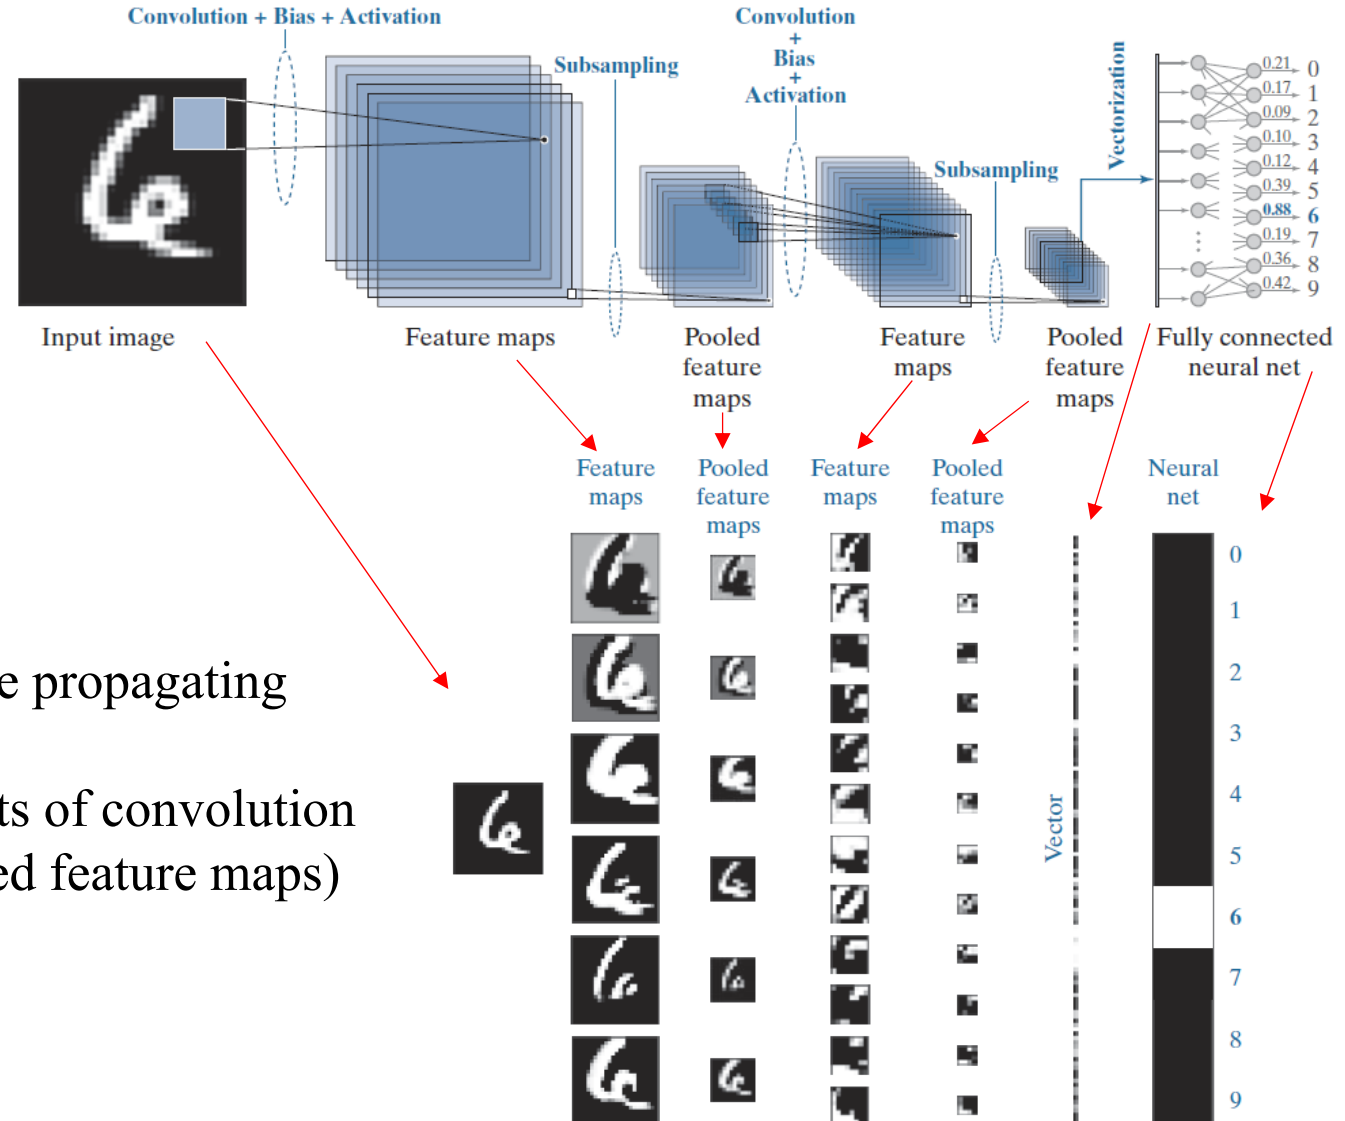 Convolution + Bias + Activation
Convolution
+
Bias
+
Activation
Subsampling
Subsampling
Vectorization
0.21 0
0.17 1
0.09 2
0.10 3
0.12 4
0.39 5
0.88 6
0.19 7
0.36 8
0.42 9
Input image
Feature maps
Pooled
feature
maps
Feature
maps
Pooled
feature
maps
Fully connected
neural net
Feature
maps
Pooled
feature
maps
Feature
maps
Pooled
feature
maps
Neural
net
e propagating
ts of convolution
ed feature maps)
Vector
0
1
2
3
4
5
6
7
8
9